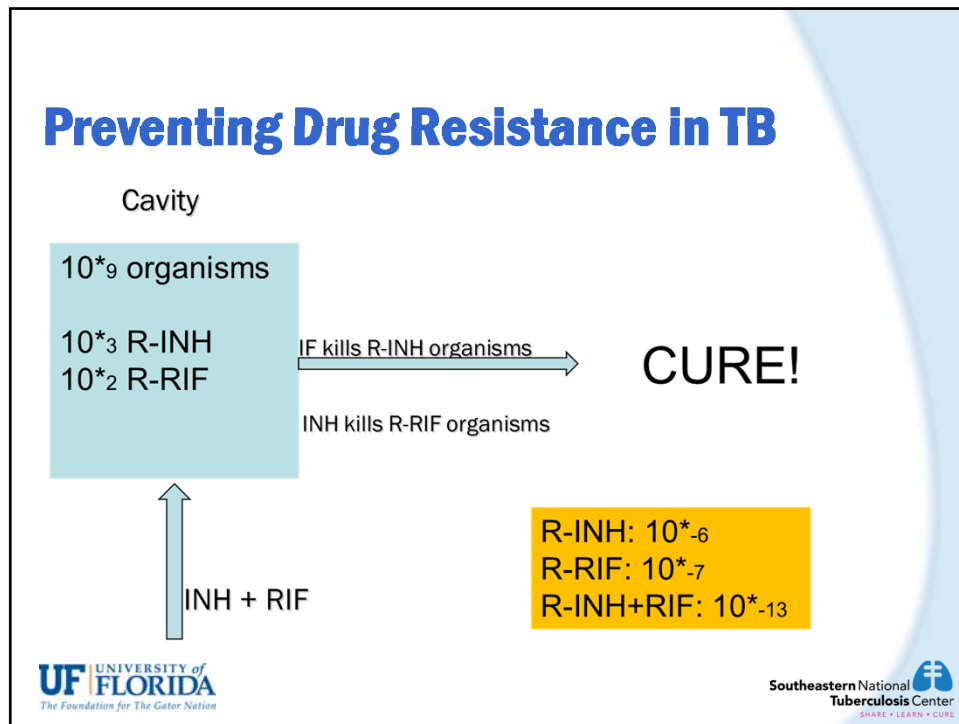 Preventing Drug Resistance in TB
Cavity
10*9 organisms
10*3 R-INH
10*2 R-RIF
IF kills R-INH organisms
INH kills R-RIF organisms
CURE!
INH + RIF
R-INH: 10*-6
R-RIF: 10*-7
R-INH+RIF: 10*-13
UF UNIVERSITY of
FLORIDA
The Foundation for The Gator Nation
Southeastern National
Tuberculosis Center
SHARE • LEARN • CURE